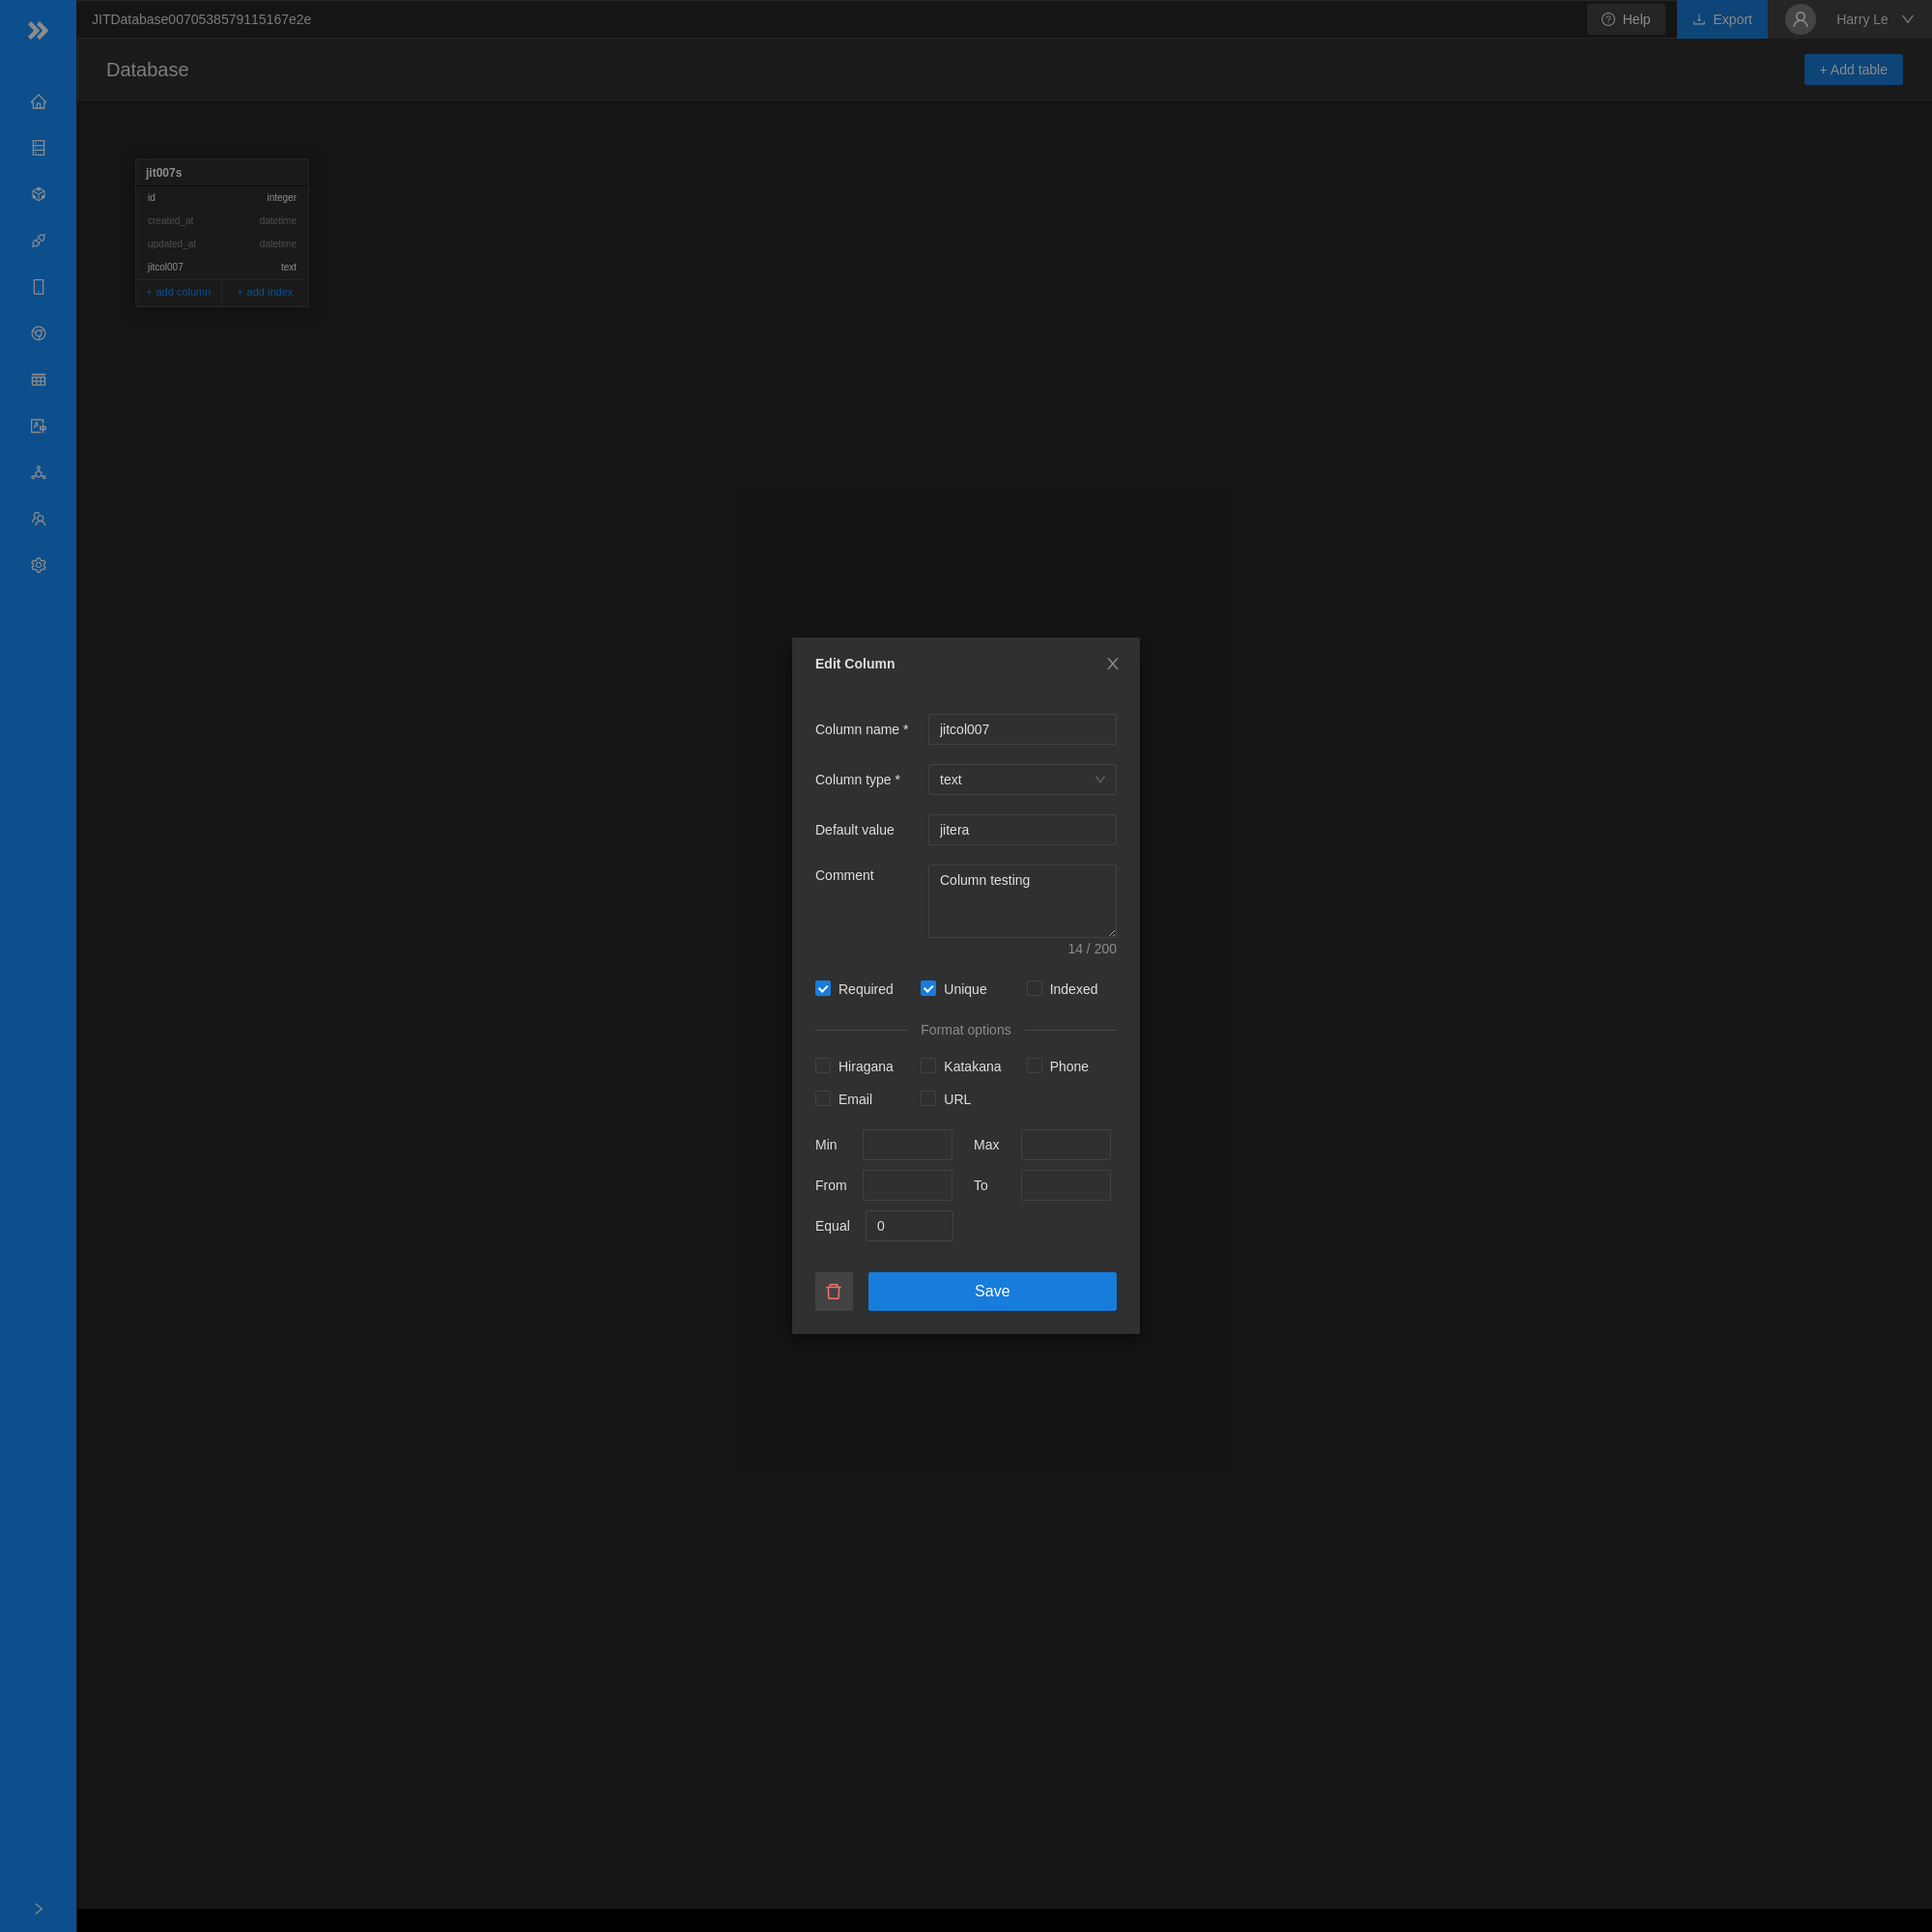 JITDatabase0070538579115167e2e
Help
Export
Harry Le
Database
+ Add table
jit007s
id integer
created_at datetime
updated_at datetime
jitcol007 text
+ add column + add index
Edit Column
Column name * jitcol007
Column type * text
Default value jitera
Comment Column testing
14 / 200
Required Unique Indexed
Format options
Hiragana Katakana Phone
Email URL
Min Max
From To
Equal 0
Save